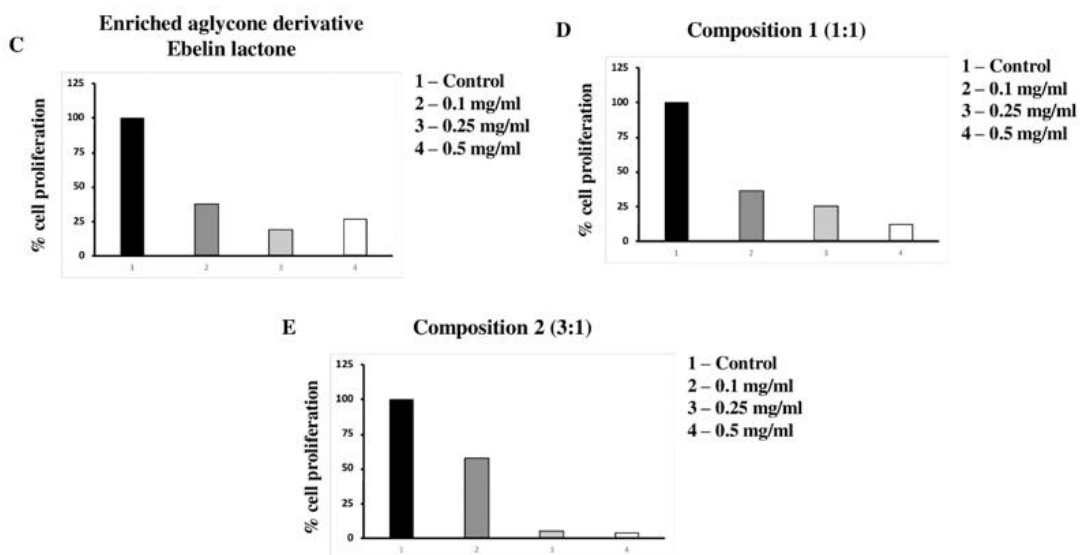 C
Enriched aglycone derivative
Ebelin lactone
% cell proliferation
125
100
75
50
25
0
1 2 3 4
1 – Control
2 – 0.1 mg/ml
3 – 0.25 mg/ml
4 – 0.5 mg/ml
D
Composition 1 (1:1)
% cell proliferation
125
100
75
50
25
0
1 2 3 4
1 – Control
2 – 0.1 mg/ml
3 – 0.25 mg/ml
4 – 0.5 mg/ml
E
Composition 2 (3:1)
% cell proliferation
125
100
75
50
25
0
1 2 3 4
1 – Control
2 – 0.1 mg/ml
3 – 0.25 mg/ml
4 – 0.5 mg/ml